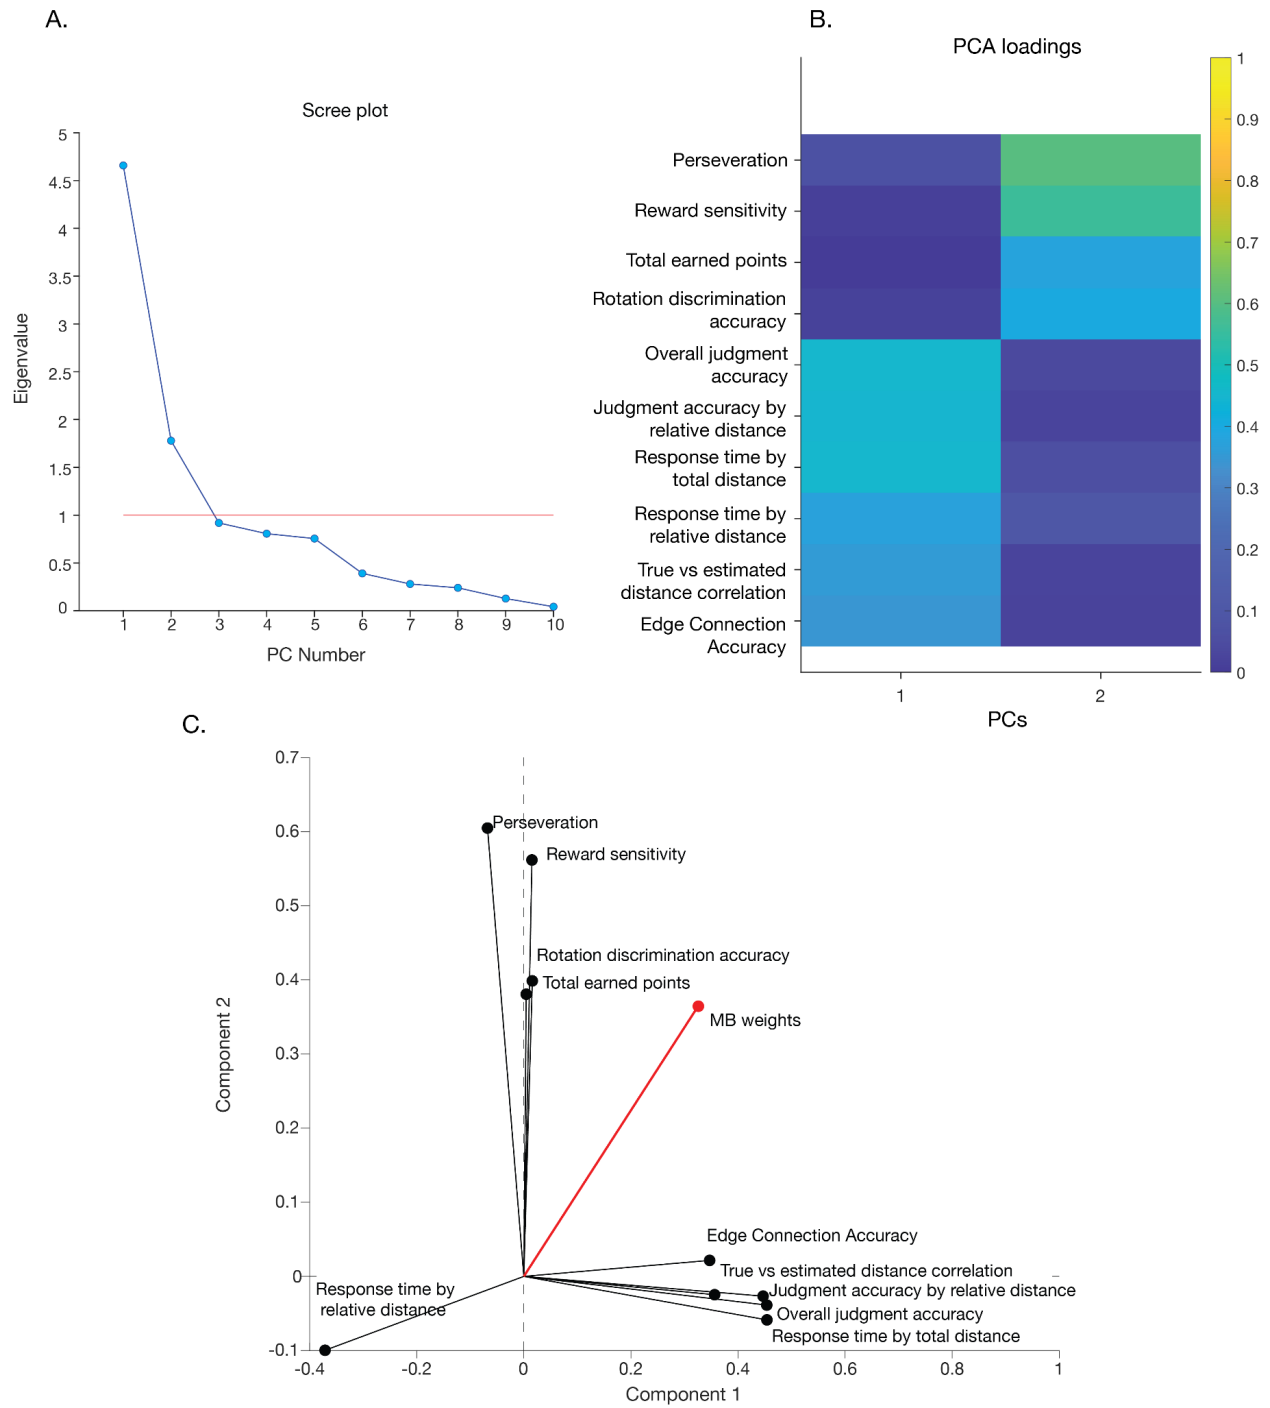 A.
Scree plot
Eigenvalue
5
4.5
4
3.5
3
2.5
2
1.5
1
0.5
0
1 2 3 4 5 6 7 8 9 10
PC Number
B.
PCA loadings
Perseveration
Reward sensitivity
Total earned points
Rotation discrimination
accuracy
Overall judgment
accuracy
Judgment accuracy by
relative distance
Response time by
total distance
Response time by
relative distance
True vs estimated
distance correlation
Edge Connection
Accuracy
1 2
PCs
1
0.9
0.8
0.7
0.6
0.5
0.4
0.3
0.2
0.1
0
C.
Component 2
0.7
0.6
0.5
0.4
0.3
0.2
0.1
0
-0.1
Perseveration
Reward sensitivity
Rotation discrimination accuracy
Total earned points
MB weights
Edge Connection Accuracy
True vs estimated distance correlation
Judgment accuracy by relative distance
Overall judgment accuracy
Response time by total distance
Response time by
relative distance
-0.4 -0.2 0 0.2 0.4 0.6 0.8 1
Component 1